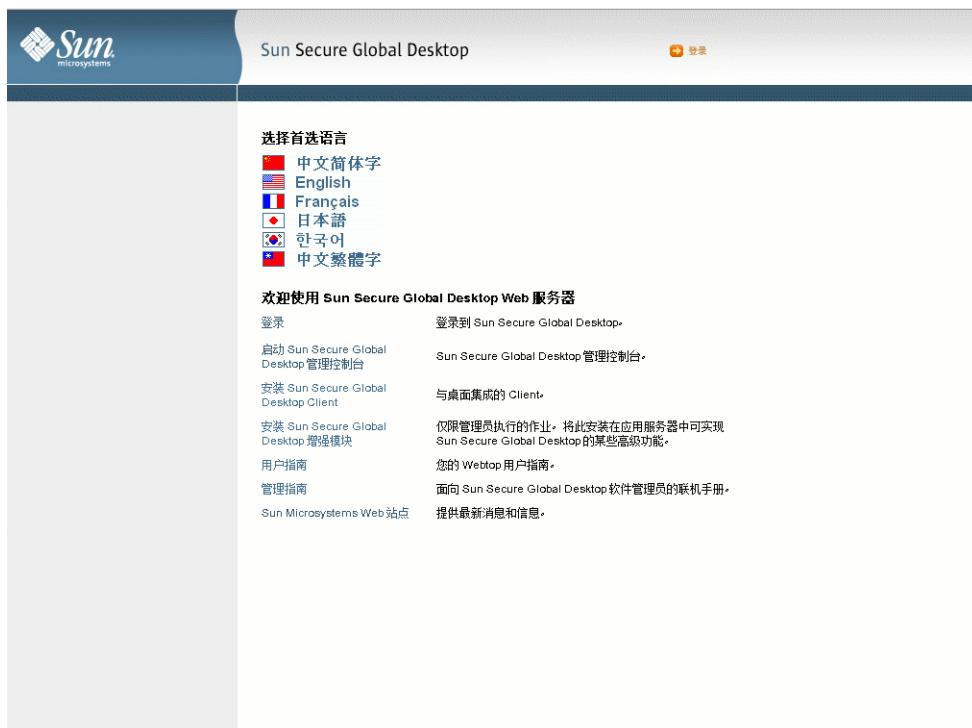 Sun
microsystems
Sun Secure Global Desktop
登录
选择首选语言
中文简体字
English
Français
日本語
한국어
中文繁體字
欢迎使用 Sun Secure Global Desktop Web 服务器
登录
登录到 Sun Secure Global Desktop。
启动 Sun Secure Global
Desktop 管理控制台
Sun Secure Global Desktop 管理控制台。
安装 Sun Secure Global
Desktop Client
与桌面集成的 Client。
安装 Sun Secure Global
Desktop 增强模块
仅限管理员执行的作业。将此安装在应用服务器中可实现
Sun Secure Global Desktop 的某些高级功能。
用户指南
您的 Webtop 用户指南。
管理指南
面向 Sun Secure Global Desktop 软件管理员的联机手册。
Sun Microsystems Web 站点
提供最新消息和信息。